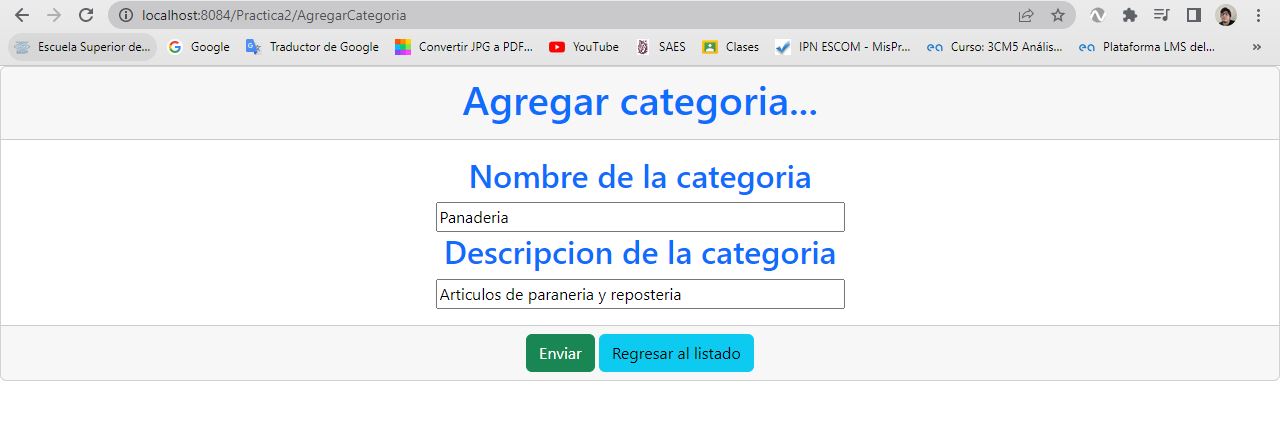 localhost:8084/Practica2/AgregarCategoria
Escuela Superior de... Google Traductor de Google Convertir JPG a PDF... YouTube SAES Clases IPN ESCOM - MisPr... Curso: 3CM5 Anális... Plataforma LMS del... »
Agregar categoria...
Nombre de la categoria
Panaderia
Descripcion de la categoria
Articulos de paraneria y reposteria
Enviar Regresar al listado